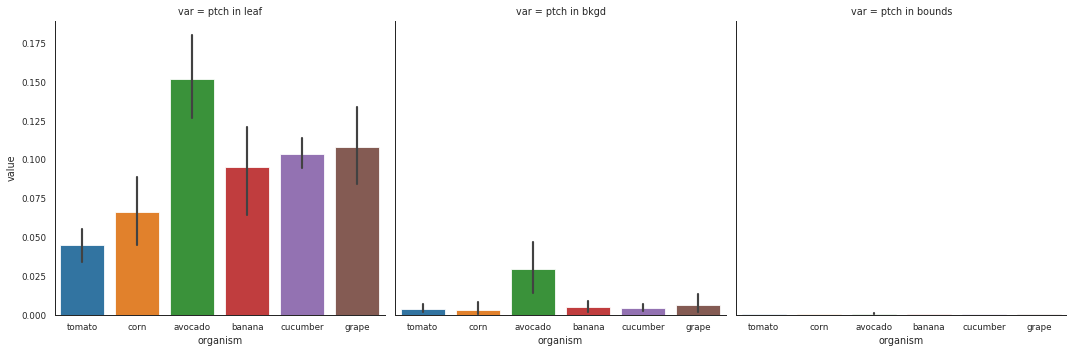 var = ptch in leaf
var = ptch in bkgd
var = ptch in bounds
0.175
0.150
0.125
0.100
0.075
0.050
0.025
0.000
value
tomato corn avocado banana cucumber grape
tomato corn avocado banana cucumber grape
tomato corn avocado banana cucumber grape
organism
organism
organism